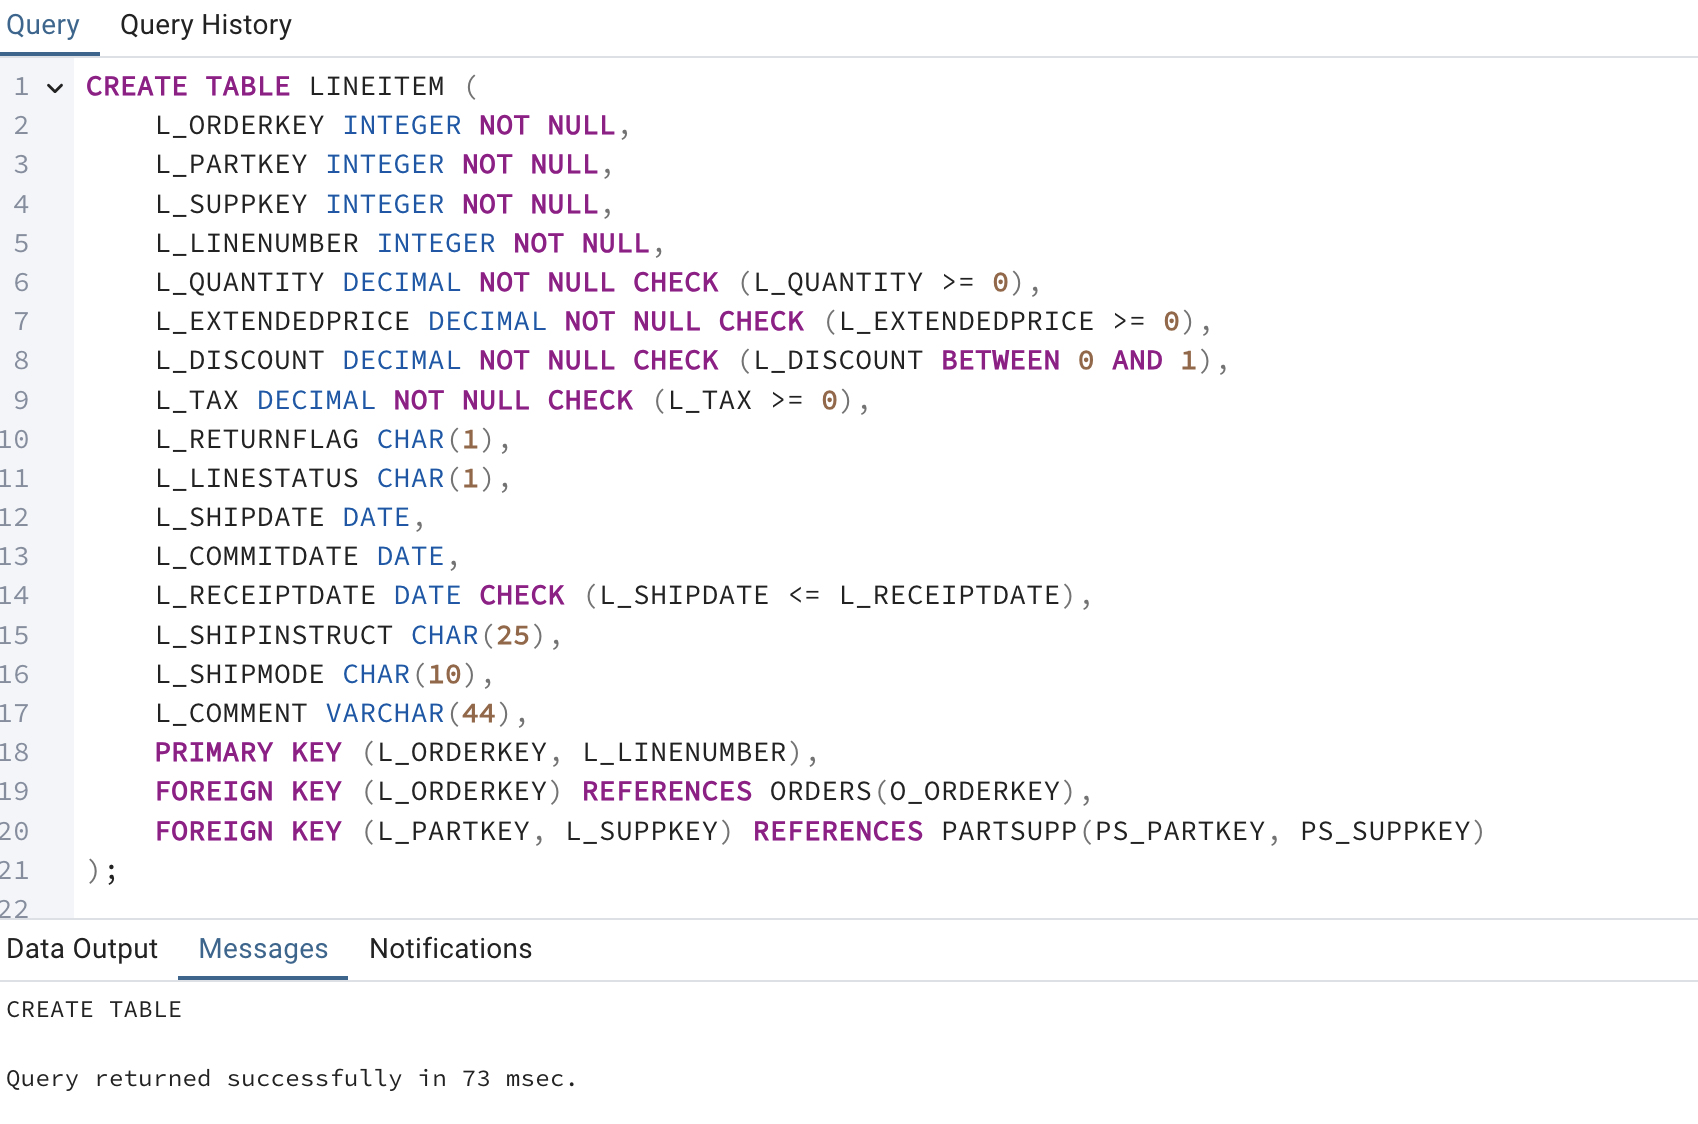 Query Query History
1 CREATE TABLE LINEITEM (
2 L_ORDERKEY INTEGER NOT NULL,
3 L_PARTKEY INTEGER NOT NULL,
4 L_SUPPKEY INTEGER NOT NULL,
5 L_LINENUMBER INTEGER NOT NULL,
6 L_QUANTITY DECIMAL NOT NULL CHECK (L_QUANTITY >= 0),
7 L_EXTENDEDPRICE DECIMAL NOT NULL CHECK (L_EXTENDEDPRICE >= 0),
8 L_DISCOUNT DECIMAL NOT NULL CHECK (L_DISCOUNT BETWEEN 0 AND 1),
9 L_TAX DECIMAL NOT NULL CHECK (L_TAX >= 0),
10 L_RETURNFLAG CHAR(1),
11 L_LINESTATUS CHAR(1),
12 L_SHIPDATE DATE,
13 L_COMMITDATE DATE,
14 L_RECEIPTDATE DATE CHECK (L_SHIPDATE <= L_RECEIPTDATE),
15 L_SHIPINSTRUCT CHAR(25),
16 L_SHIPMODE CHAR(10),
17 L_COMMENT VARCHAR(44),
18 PRIMARY KEY (L_ORDERKEY, L_LINENUMBER),
19 FOREIGN KEY (L_ORDERKEY) REFERENCES ORDERS(O_ORDERKEY),
20 FOREIGN KEY (L_PARTKEY, L_SUPPKEY) REFERENCES PARTSUPP(PS_PARTKEY, PS_SUPPKEY)
21 );
22
Data Output Messages Notifications
CREATE TABLE
Query returned successfully in 73 msec.